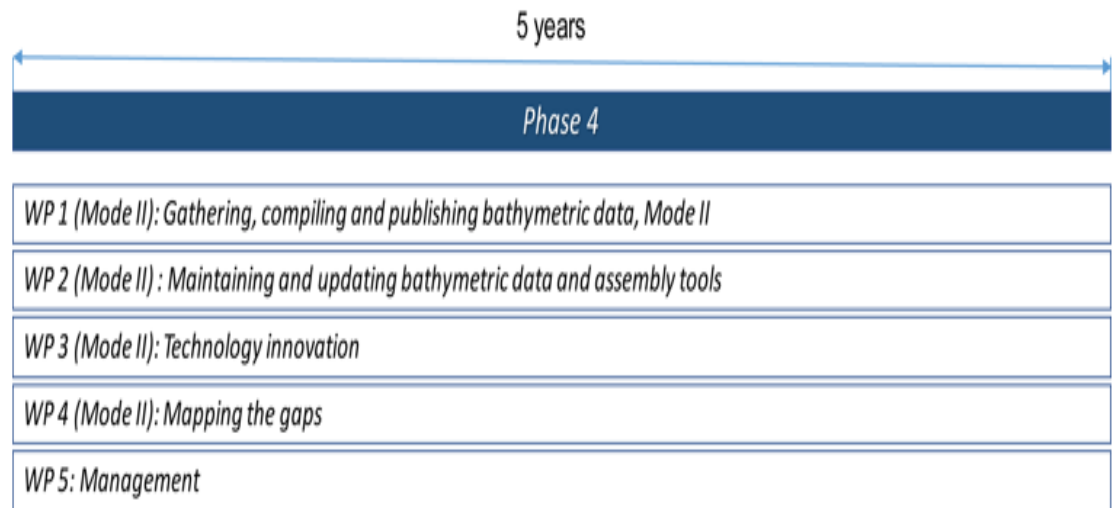 5 years
Phase 4
WP 1 (Mode II): Gathering, compiling and publishing bathymetric data, Mode II
WP 2 (Mode II) : Maintaining and updating bathymetric data and assembly tools
WP 3 (Mode II): Technology innovation
WP 4 (Mode II): Mapping the gaps
WP 5: Management